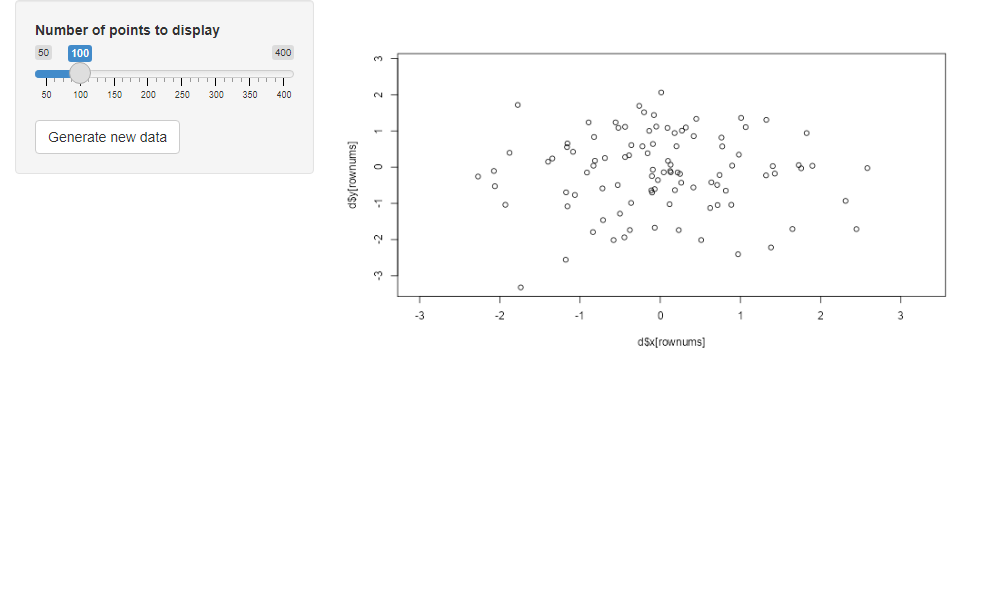 Number of points to display
50 100 400
50 100 150 200 250 300 350 400
Generate new data
3
2
1
0
-1
-2
-3
d$y[rownums]
-3 -2 -1 0 1 2 3
d$x[rownums]